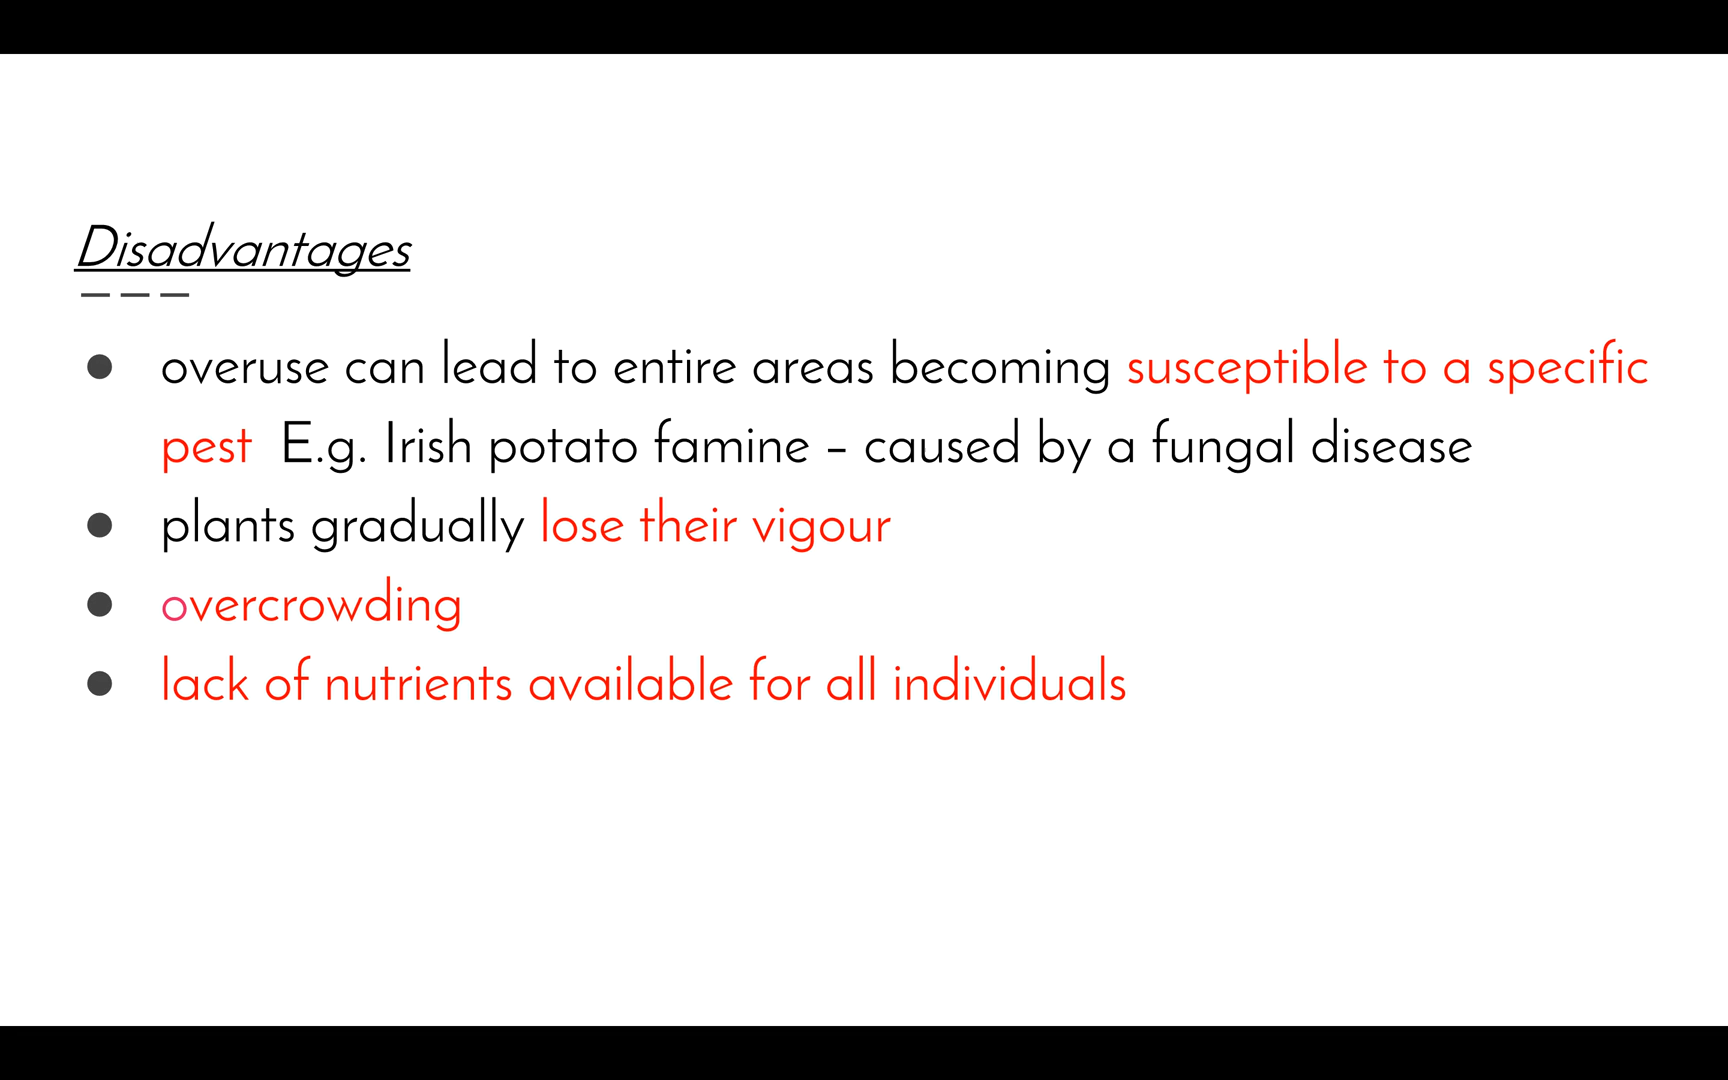 Disadvantages
● overuse can lead to entire areas becoming susceptible to a specific
pest  E.g. Irish potato famine – caused by a fungal disease
● plants gradually lose their vigour
● overcrowding
● lack of nutrients available for all individuals